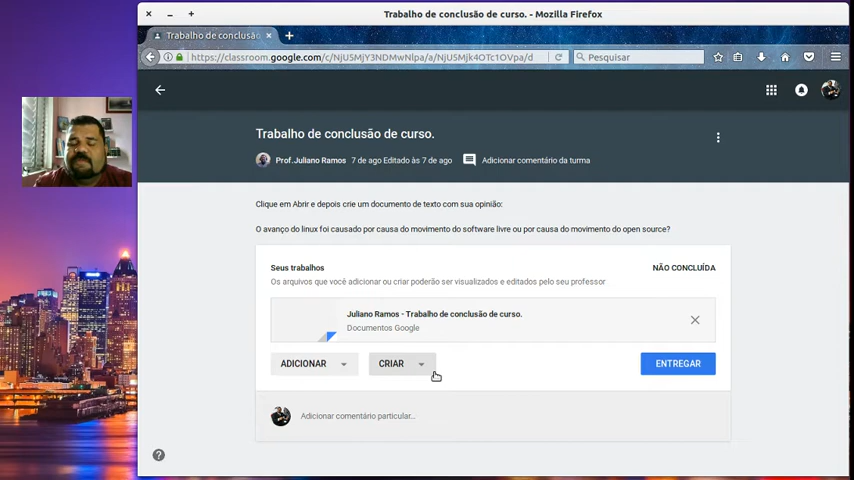 Trabalho de conclusão de curso. - Mozilla Firefox
Trabalho de conclusão
https://classroom.google.com/c/NjU5MjY3NDMwNlpa/a/NjU5Mjk4OTc1OVpa/d
Pesquisar
Trabalho de conclusão de curso.
Prof.Juliano Ramos 7 de ago Editado às 7 de ago Adicionar comentário da turma
Clique em Abrir e depois crie um documento de texto com sua opinião:
O avanço do linux foi causado por causa do movimento do software livre ou por causa do movimento do open source?
Seus trabalhos NÃO CONCLUÍDA
Os arquivos que você adicionar ou criar poderão ser visualizados e editados pelo seu professor
Juliano Ramos - Trabalho de conclusão de curso.
Documentos Google
ADICIONAR CRIAR ENTREGAR
Adicionar comentário particular...